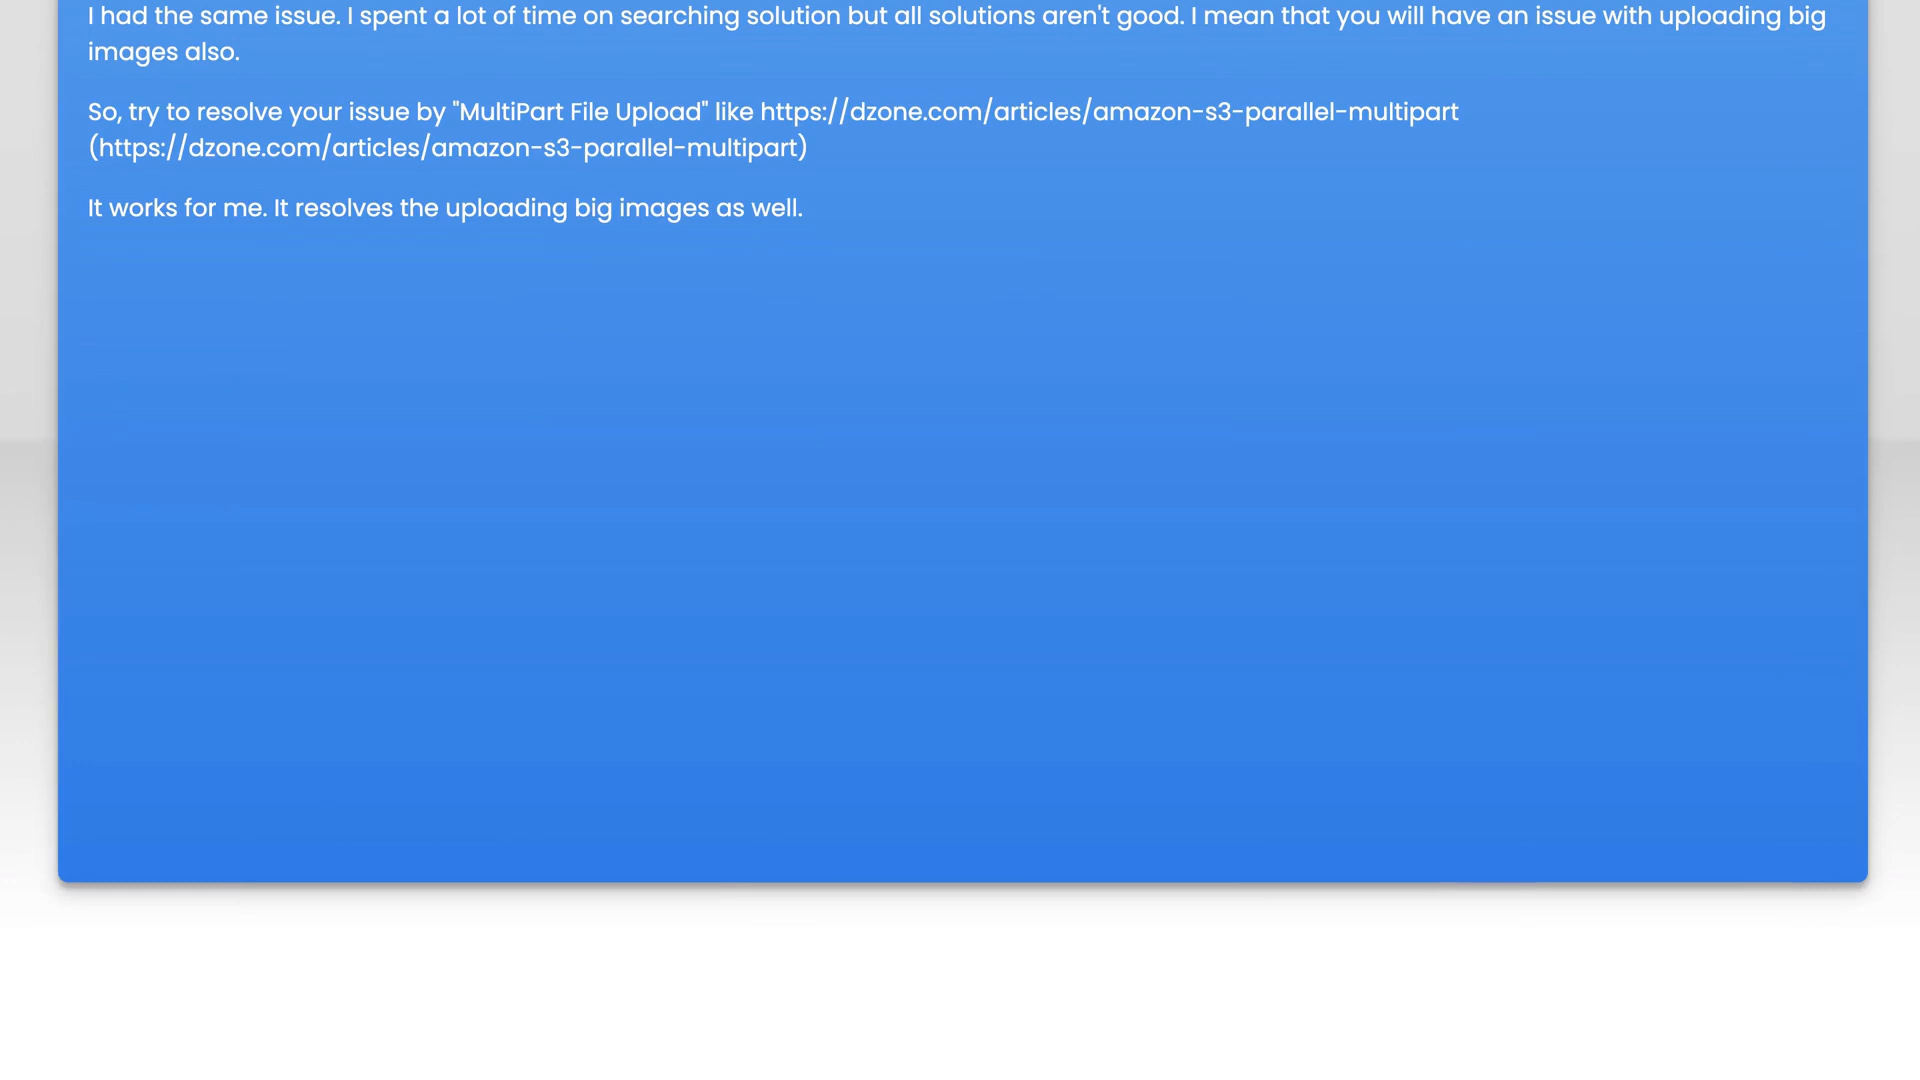 I had the same issue. I spent a lot of time on searching solution but all solutions aren't good. I mean that you will have an issue with uploading big
images also.
So, try to resolve your issue by "MultiPart File Upload" like https://dzone.com/articles/amazon-s3-parallel-multipart
(https://dzone.com/articles/amazon-s3-parallel-multipart)
It works for me. It resolves the uploading big images as well.